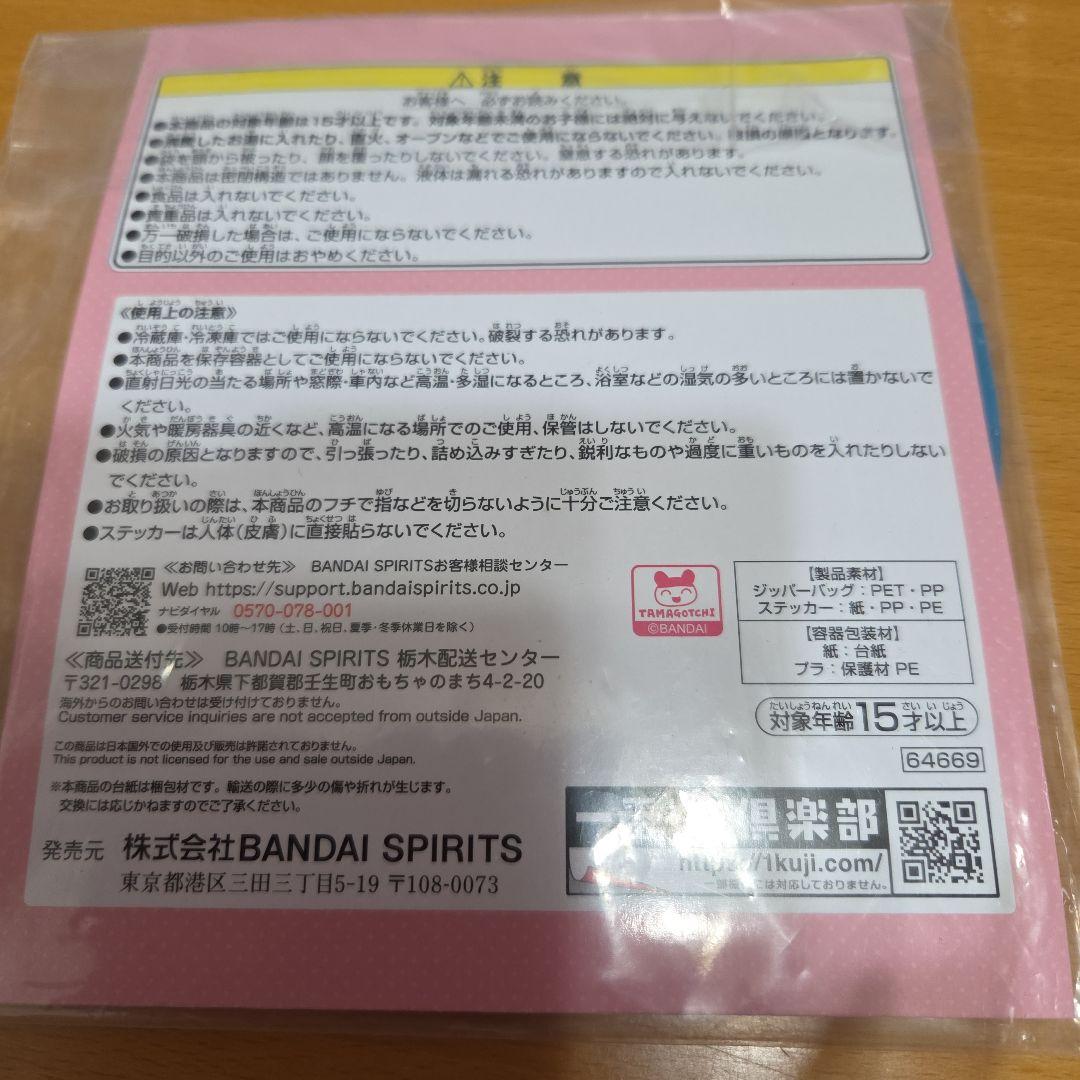 ⚠注 意
お客様へ 必ずお読みください。
●本商品の対象年齢は15才以上です。対象年齢未満のお子様には絶対に与えないでください。
●沸騰したお湯に入れたり、直火、オーブンなどでご使用にならないでください。破損の原因となります。
●袋を頭から被ったり、顔を覆ったりしないでください。窒息する恐れがあります。
●本商品は密閉構造ではありません。液体は漏れる恐れがありますので入れないでください。
●食品は入れないでください。
●貴重品は入れないでください。
●万一破損した場合は、ご使用にならないでください。
●目的以外のご使用はおやめください。
《使用上の注意》
●冷蔵庫・冷凍庫ではご使用にならないでください。破裂する恐れがあります。
●本商品を保存容器としてご使用にならないでください。
●直射日光の当たる場所や窓際・車内など高温・多湿になるところ、浴室などの湿気の多いところには置かないで
ください。
●火気や暖房器具の近くなど、高温になる場所でのご使用、保管はしないでください。
●破損の原因となりますので、引っ張ったり、詰め込みすぎたり、鋭利なものや過度に重いものを入れたりしない
でください。
●お取り扱いの際は、本商品のフチで指などを切らないように十分ご注意ください。
●ステッカーは人体(皮膚)に直接貼らないでください。
≪お問い合わせ先≫ BANDAI SPIRITSお客様相談センター
Web https://support.bandaispirits.co.jp
ナビダイヤル 0570-078-001
●受付時間 10時〜17時 (土、日、祝日、夏季・冬季休業日を除く)
≪商品送付先≫ BANDAI SPIRITS 栃木配送センター
〒321-0298 栃木県下都賀郡壬生町おもちゃのまち4-2-20
海外からのお問い合わせは受け付けておりません。
Customer service inquiries are not accepted from outside Japan.
この商品は日本国外での使用及び販売は許諾されておりません。
This product is not licensed for the use and sale outside Japan.
※本商品の台紙は梱包材です。輸送の際に多少の傷や折れが生じます。
交換には応じかねますのでご了承ください。
発売元 株式会社BANDAI SPIRITS
東京都港区三田三丁目5-19 〒108-0073
TAMAGOTCHI
©BANDAI
【製品素材】
ジッパーバッグ:PET・PP
ステッカー:紙・PP・PE
【容器包装材】
紙:台紙
プラ:保護材 PE
対象年齢15才以上
64669
倶楽部
https://1kuji.com/
には対応しておりません。